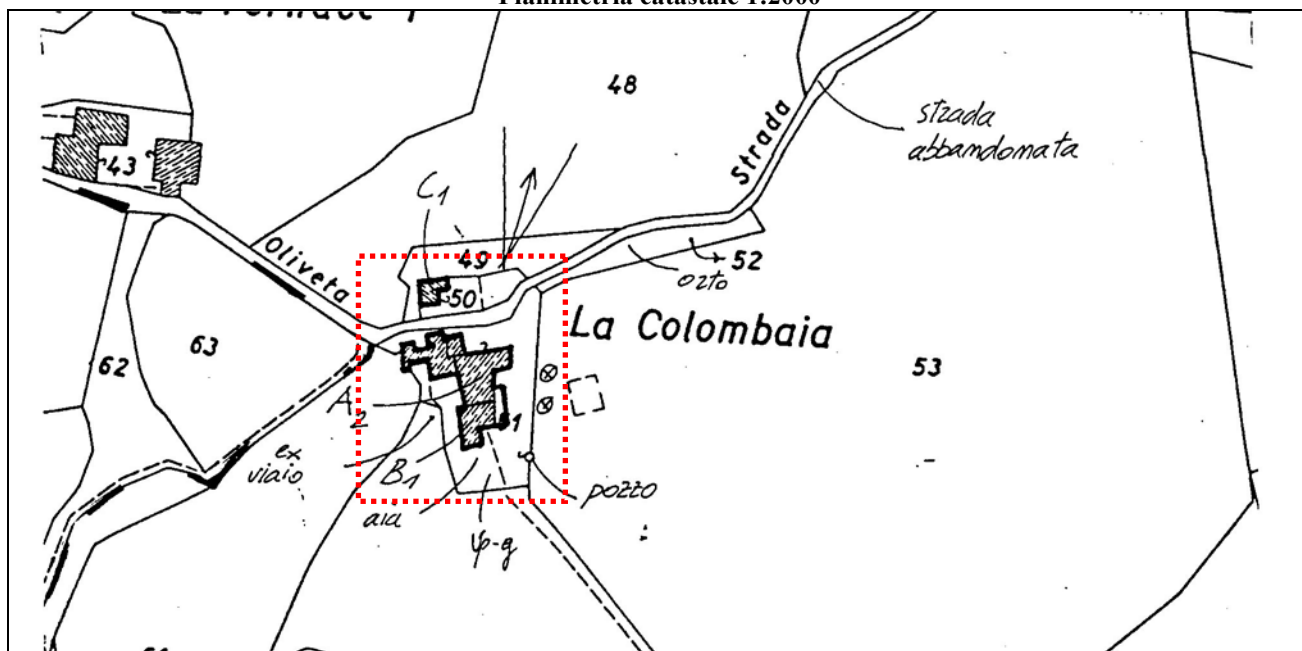 Planimetria catastale 1:2000
48
strada
abbandonata
Strada
43
C1
Oliveta
49
52
orto
50
La Colombaia
63
62
53
A2
ex
viaio
B1
1
pozzo
aia